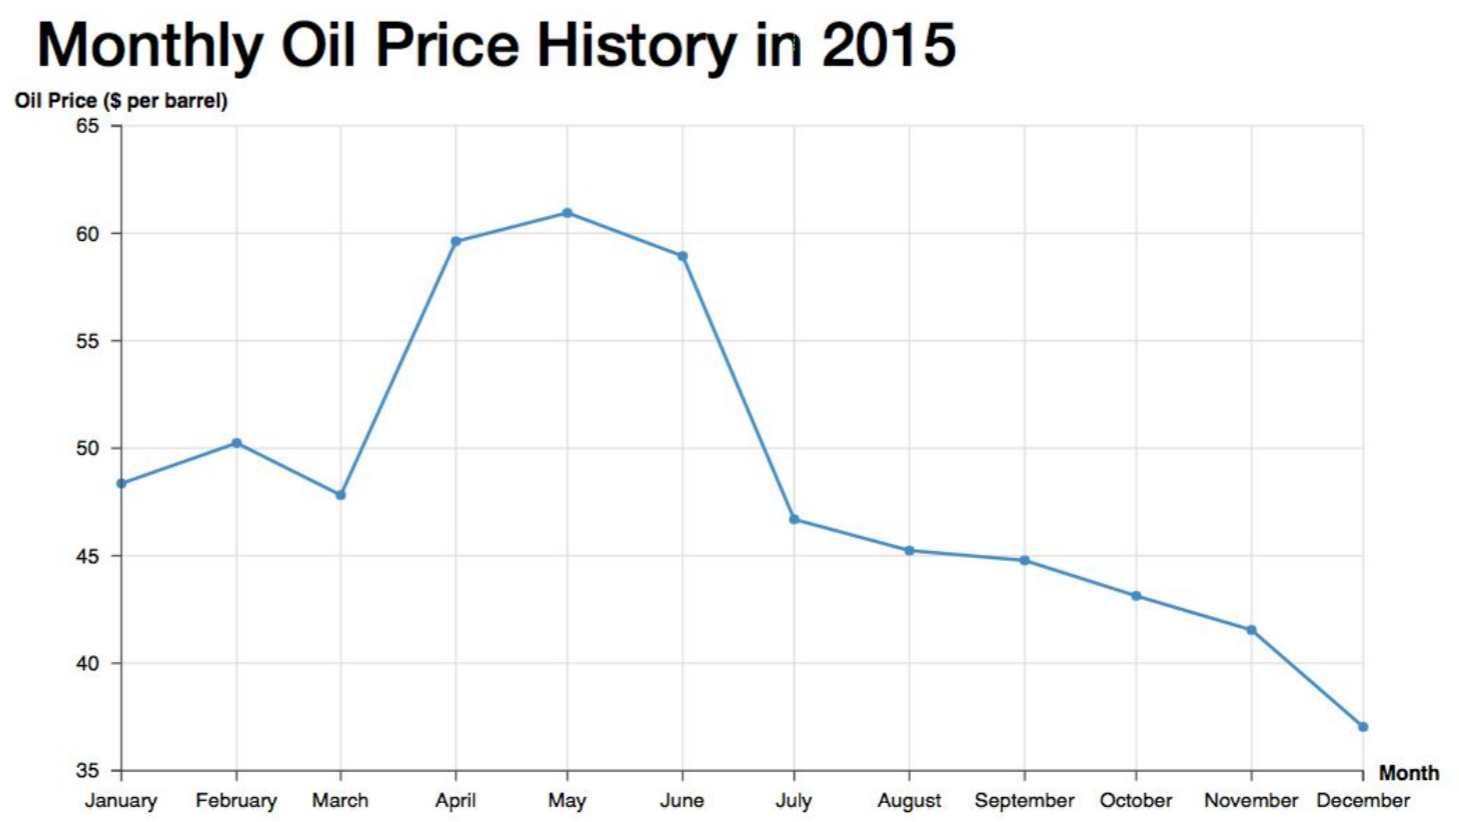 Monthly Oil Price History in 2015
Oil Price ($ per barrel)
65
60
55
50
45
40
35
Month
January February March April May June July August September October November December